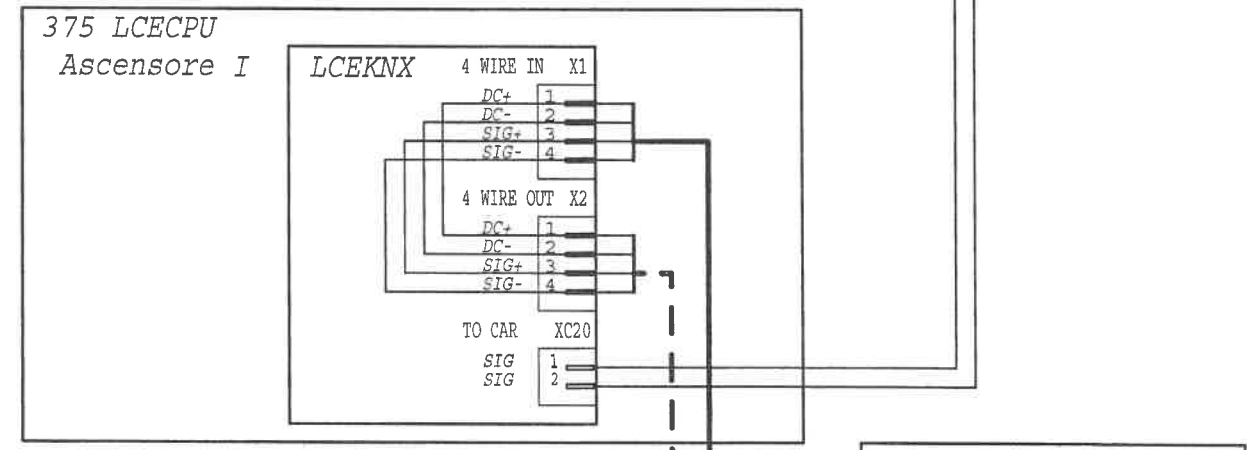 375 LCECPU
Ascensore I
LCEKNX
4 WIRE IN X1
DC+ 1
DC- 2
SIG+ 3
SIG- 4
4 WIRE OUT X2
DC+ 1
DC- 2
SIG+ 3
SIG- 4
TO CAR XC20
SIG 1
SIG 2